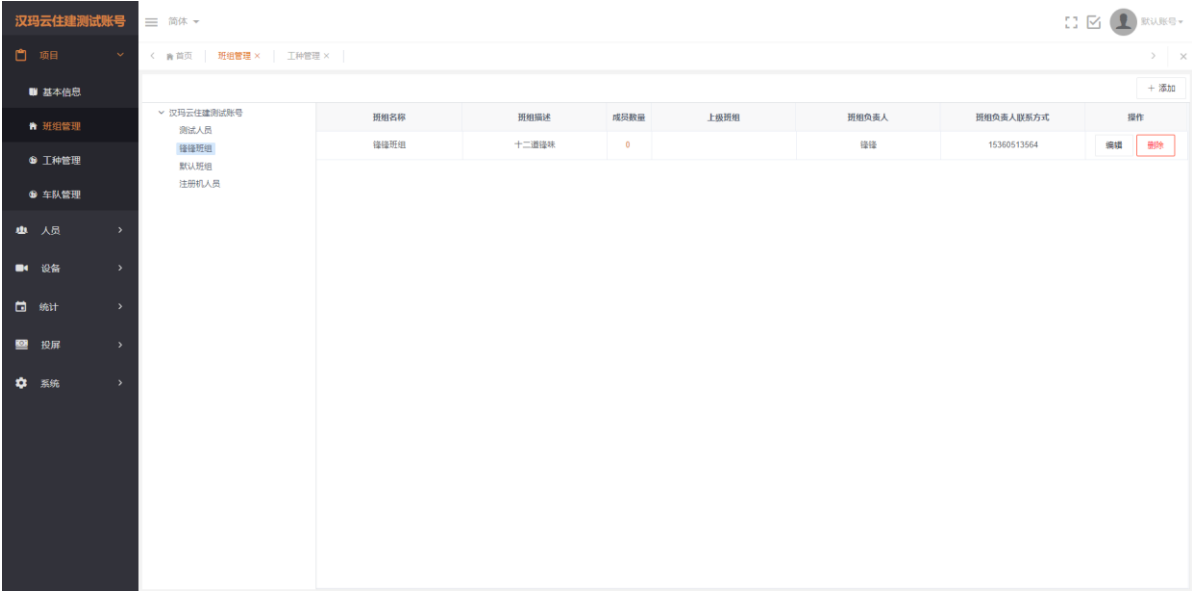 汉玛云住建测试账号
简体
默认账号
项目
首页
班组管理 ×
工种管理 ×
基本信息
+ 添加
班组管理
工种管理
车队管理
人员
设备
统计
投屏
系统
汉玛云住建测试账号
测试人员
锋锋班组
默认班组
注册机人员
班组名称 班组描述 成员数量 上级班组 班组负责人 班组负责人联系方式 操作
锋锋班组 十二道锋味 0 锋锋 15360513564 编辑 删除